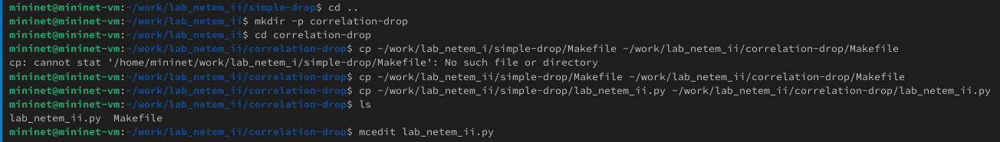 mininet@mininet-vm:~/work/lab_netem_ii/simple-drop$ cd ..
mininet@mininet-vm:~/work/lab_netem_ii$ mkdir -p correlation-drop
mininet@mininet-vm:~/work/lab_netem_ii$ cd correlation-drop
mininet@mininet-vm:~/work/lab_netem_ii/correlation-drop$ cp ~/work/lab_netem_i/simple-drop/Makefile ~/work/lab_netem_ii/correlation-drop/Makefile
cp: cannot stat '/home/mininet/work/lab_netem_i/simple-drop/Makefile': No such file or directory
mininet@mininet-vm:~/work/lab_netem_ii/correlation-drop$ cp ~/work/lab_netem_ii/simple-drop/Makefile ~/work/lab_netem_ii/correlation-drop/Makefile
mininet@mininet-vm:~/work/lab_netem_ii/correlation-drop$ cp ~/work/lab_netem_ii/simple-drop/lab_netem_ii.py ~/work/lab_netem_ii/correlation-drop/lab_netem_ii.py
mininet@mininet-vm:~/work/lab_netem_ii/correlation-drop$ ls
lab_netem_ii.py  Makefile
mininet@mininet-vm:~/work/lab_netem_ii/correlation-drop$ mcedit lab_netem_ii.py